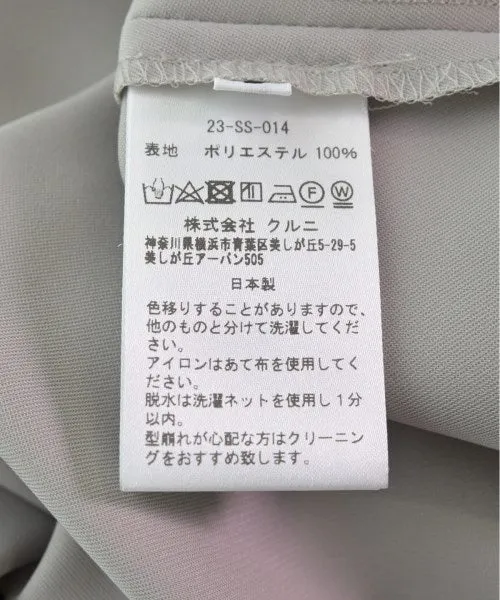 23-SS-014
表地 ポリエステル 100%
F W
株式会社 クルニ
神奈川県横浜市青葉区美しが丘5-29-5
美しが丘アーバン505
日本製
色移りすることがありますので、
他のものと分けて洗濯してくだ
さい。
アイロンはあて布を使用してく
ださい。
脱水は洗濯ネットを使用し1分
以内。
型崩れが心配な方はクリーニン
グをおすすめ致します。